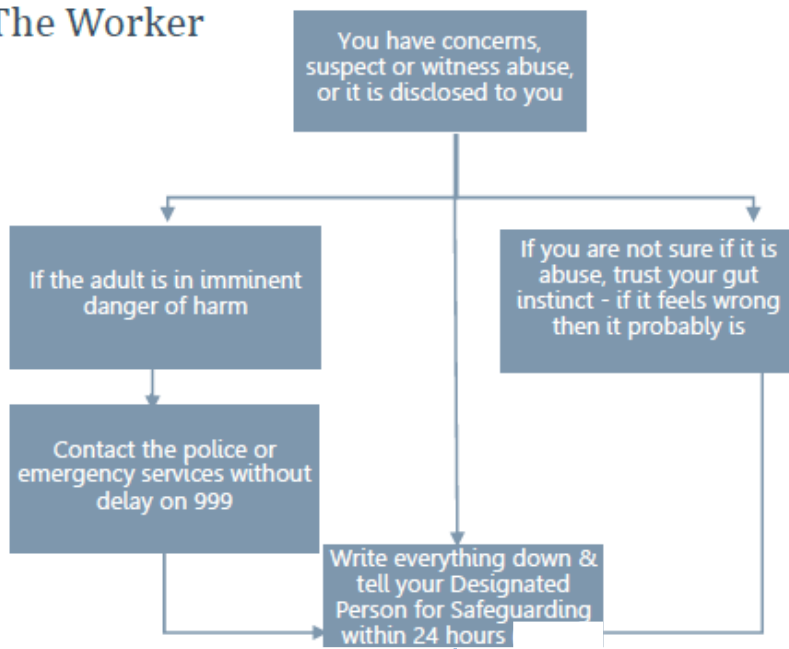 The Worker
You have concerns,
suspect or witness abuse,
or it is disclosed to you
If the adult is in imminent
danger of harm
If you are not sure if it is
abuse, trust your gut
instinct - if it feels wrong
then it probably is
Contact the police or
emergency services without
delay on 999
Write everything down &
tell your Designated
Person for Safeguarding
within 24 hours